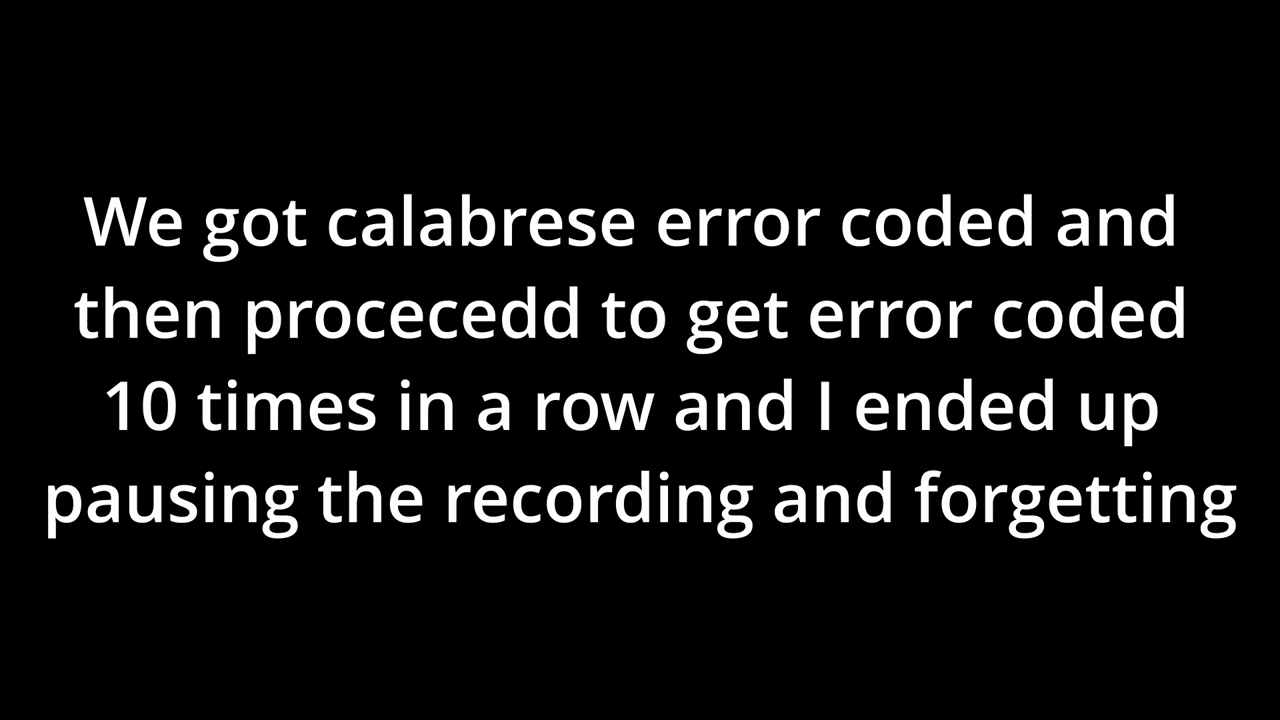 We got calabrese error coded and
then procecedd to get error coded
10 times in a row and I ended up
pausing the recording and forgetting